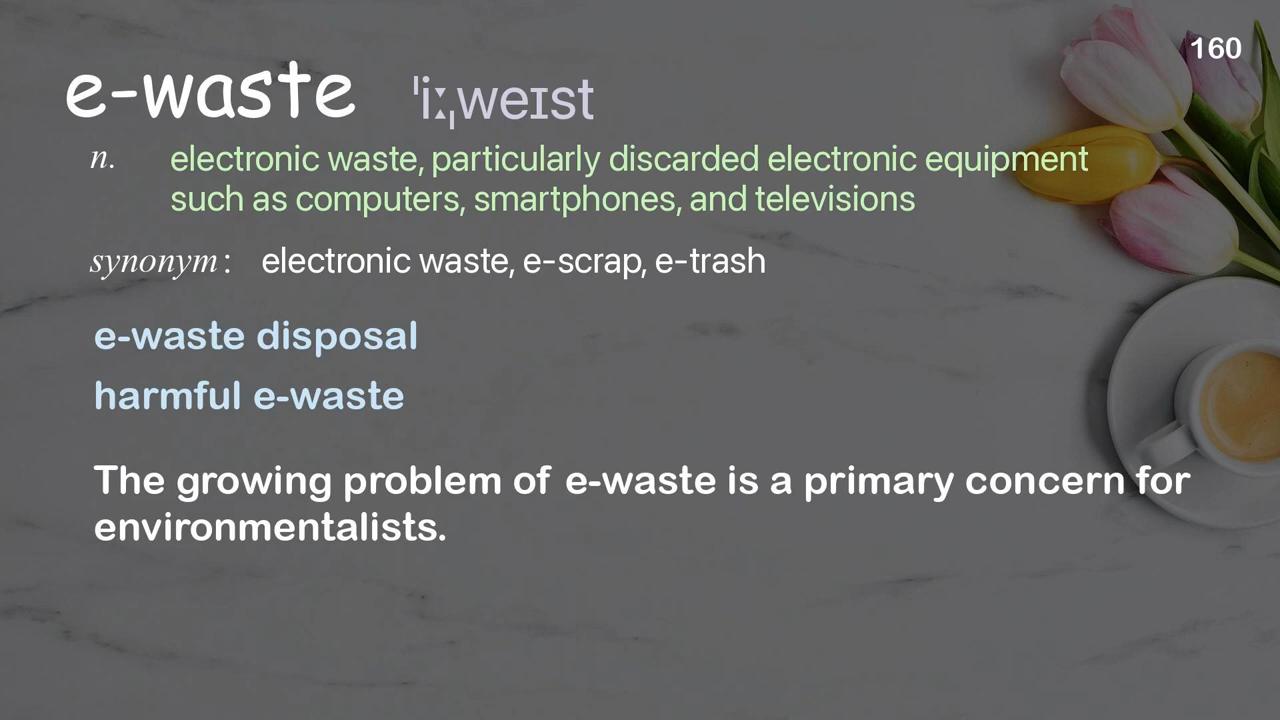 160
e-waste ˈiːˌweɪst
n. electronic waste, particularly discarded electronic equipment
such as computers, smartphones, and televisions
synonym : electronic waste, e-scrap, e-trash
e-waste disposal
harmful e-waste
The growing problem of e-waste is a primary concern for
environmentalists.